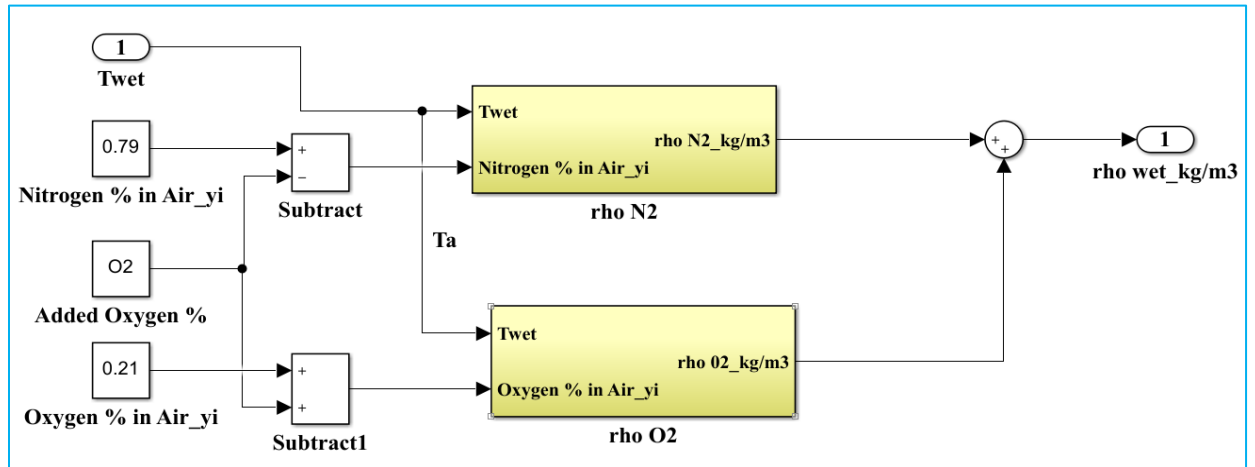 1
Twet
0.79
Nitrogen % in Air_yi
O2
Added Oxygen %
0.21
Oxygen % in Air_yi
+
−
Subtract
+
+
Subtract1
Ta
Twet
Nitrogen % in Air_yi
rho N2_kg/m3
rho N2
Twet
Oxygen % in Air_yi
rho 02_kg/m3
rho O2
+
+
1
rho wet_kg/m3